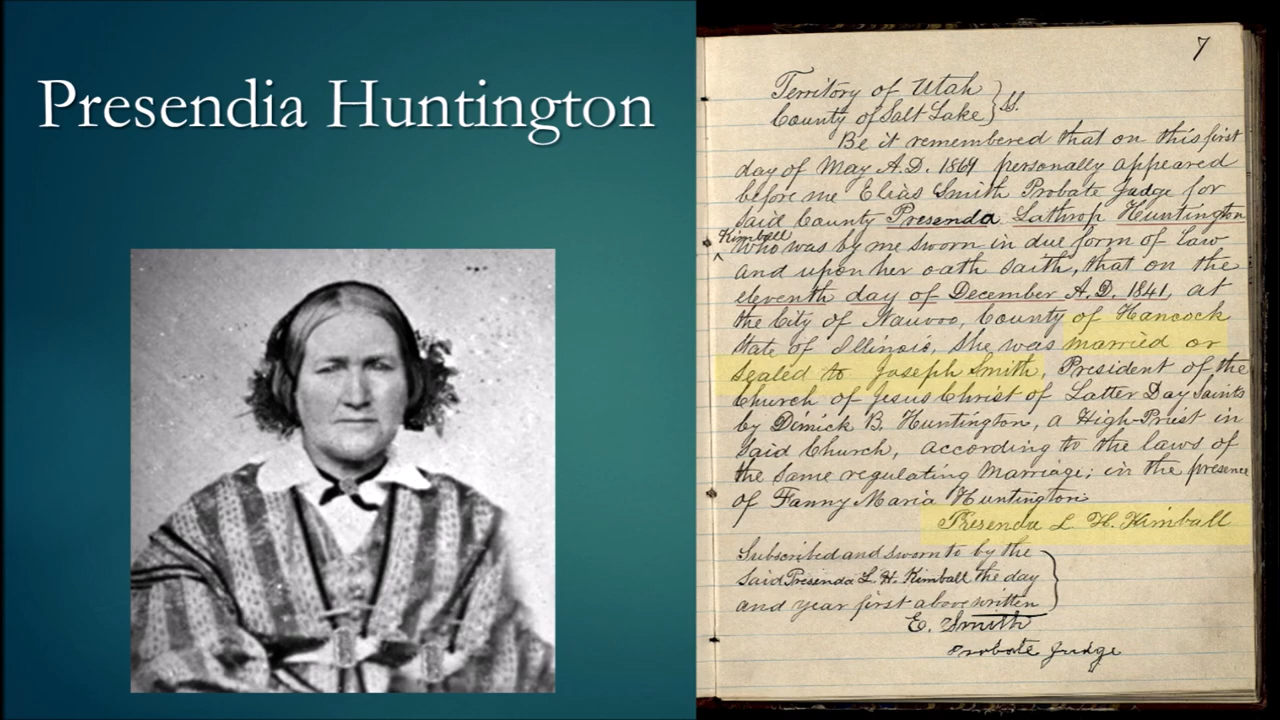 Presendia Huntington
7
Territory of Utah
County of Salt Lake } ss.
Be it remembered that on this first
day of May A.D. 1869 personally appeared
before me Elias Smith Probate Judge for
said County Presenda Lathrop Huntington
Kimball
^ who was by me sworn in due form of law
and upon her oath saith, that on the
eleventh day of December A.D. 1841, at
the City of Nauvoo, County of Hancock
State of Illinois, she was married or
Sealed to Joseph Smith, President of the
Church of Jesus Christ of Latter Day Saints
by Dimick B. Huntington, a High Priest in
said Church, according to the laws of
the same regulating Marriage; in the presence
of Fanny Maria Huntington
Presenda L. H. Kimball
Subscribed and sworn to by the
said Presenda L. H. Kimball the day
and year first above written
E. Smith
Probate Judge